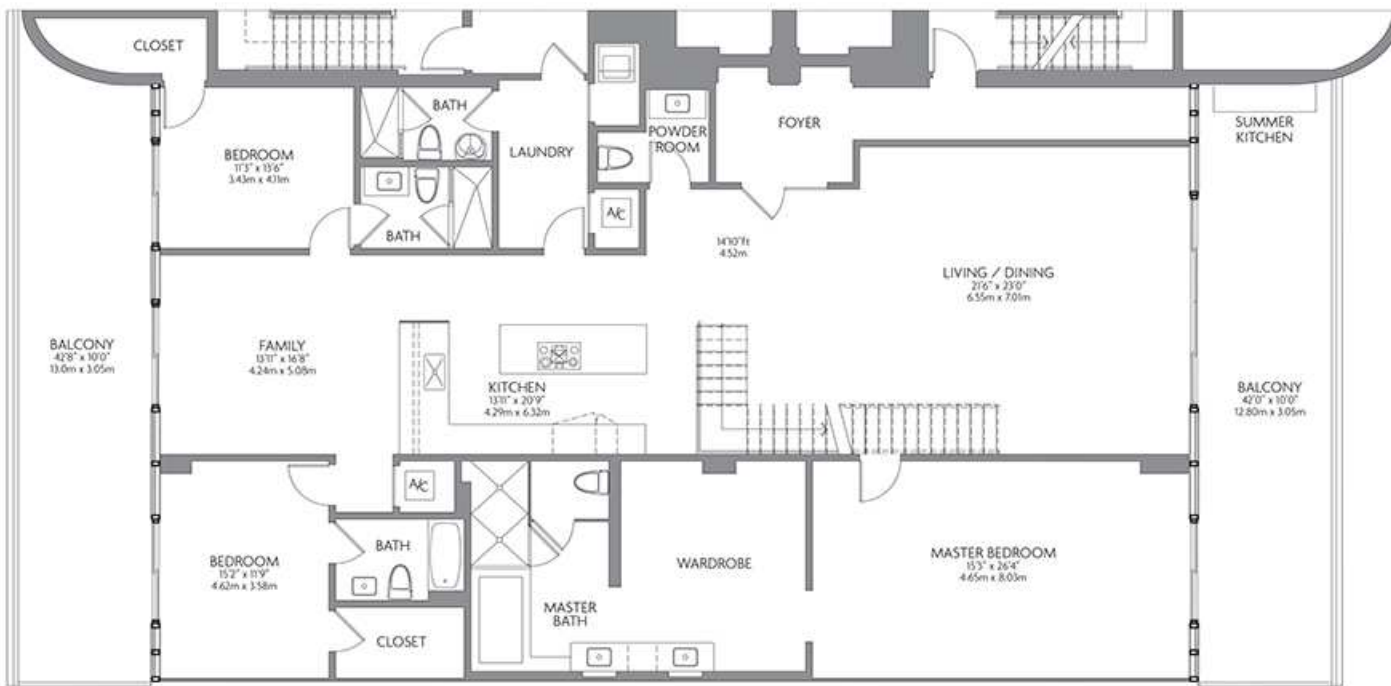 CLOSET
BEDROOM
11'3" x 13'6"
3.43m x 4.11m
BATH
BATH
LAUNDRY
POWDER
ROOM
A/C
FOYER
SUMMER
KITCHEN
14'10"ft
4.52m
LIVING / DINING
21'6" x 23'0"
6.55m x 7.01m
BALCONY
42'8" x 10'0"
13.0m x 3.05m
FAMILY
13'11" x 16'8"
4.24m x 5.08m
KITCHEN
13'11" x 20'9"
4.29m x 6.32m
BALCONY
42'0" x 10'0"
12.80m x 3.05m
A/C
BEDROOM
15'2" x 11'9"
4.62m x 3.58m
BATH
CLOSET
MASTER
BATH
WARDROBE
MASTER BEDROOM
15'3" x 26'4"
4.65m x 8.03m